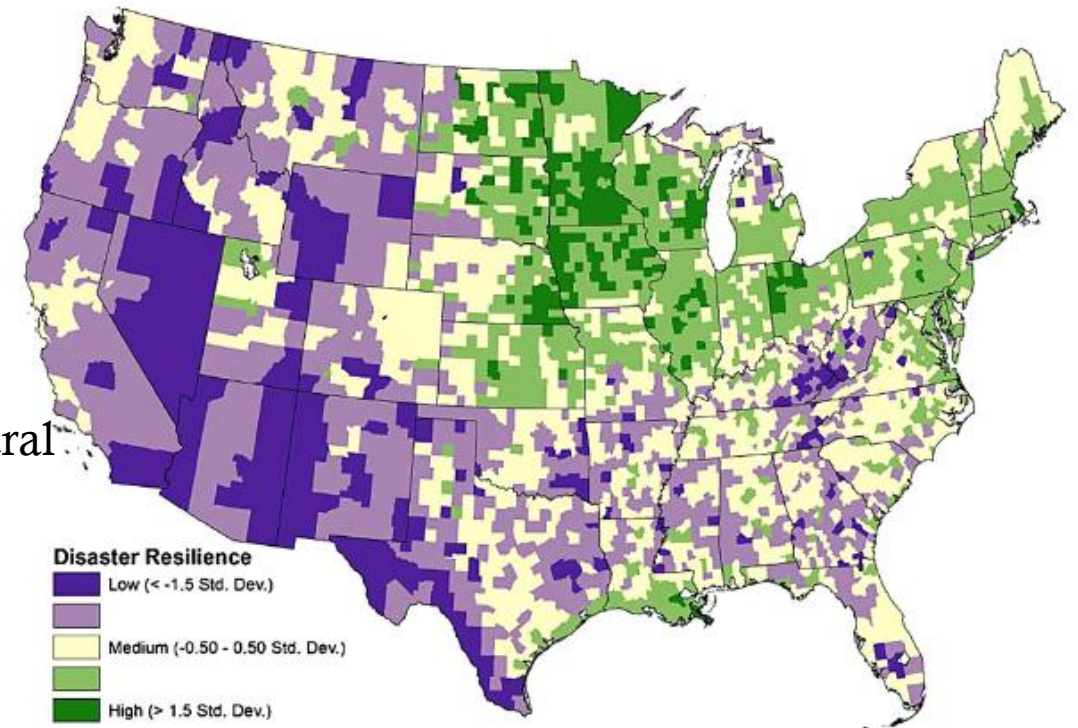 ral
Disaster Resilience
Low (< -1.5 Std. Dev.)
Medium (-0.50 - 0.50 Std. Dev.)
High (> 1.5 Std. Dev.)